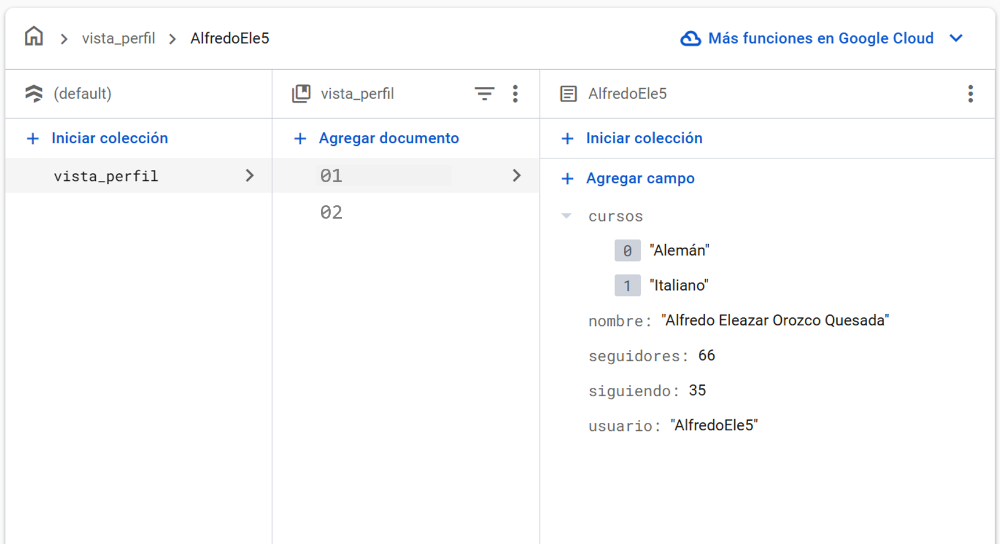 vista_perfil AlfredoEle5 Más funciones en Google Cloud
(default)
Iniciar colección
vista_perfil
vista_perfil
Agregar documento
01
02
AlfredoEle5
Iniciar colección
Agregar campo
cursos
0 "Alemán"
1 "Italiano"
nombre: "Alfredo Eleazar Orozco Quesada"
seguidores: 66
siguiendo: 35
usuario: "AlfredoEle5"